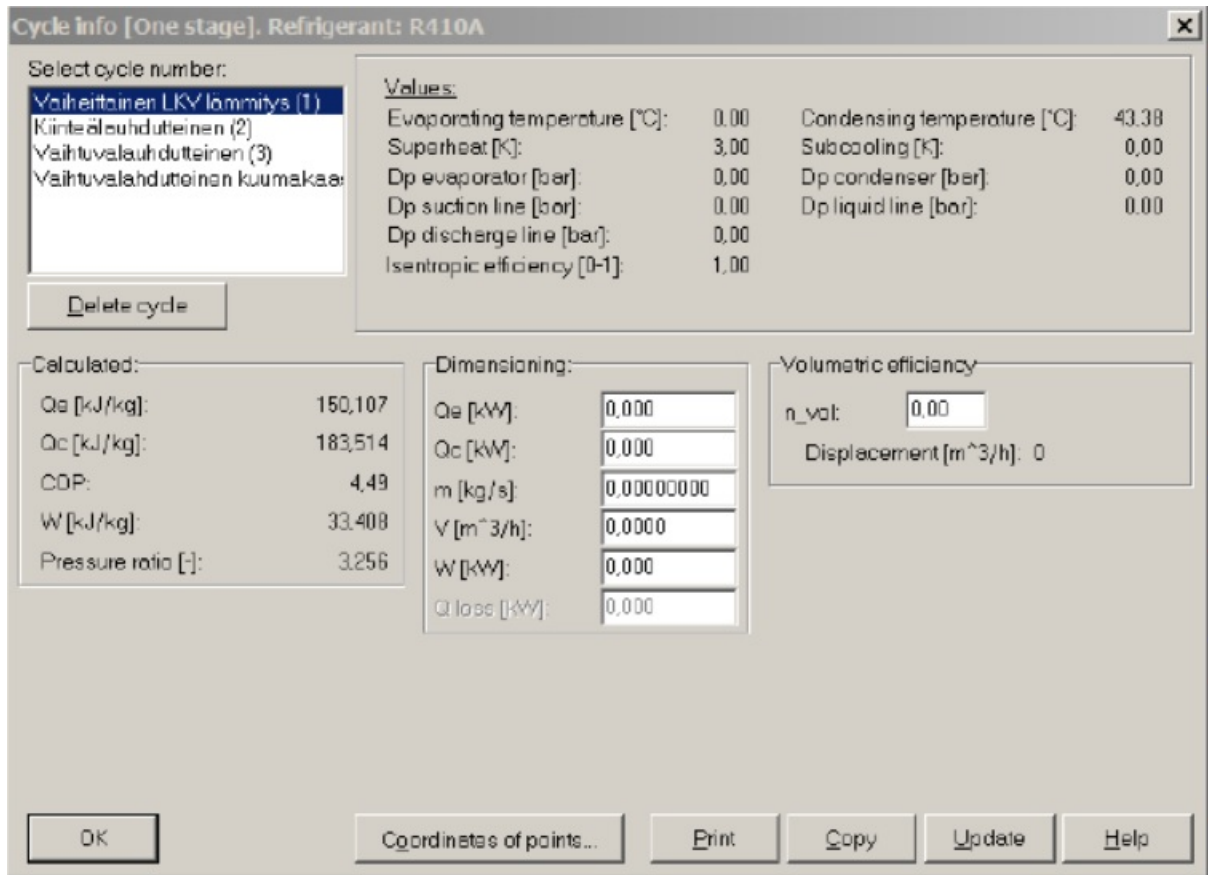 Cycle info [One stage]. Refrigerant: R410A
Select cycle number:
Vaiheittainen LKV lämmitys (1)
Kiinteälauhdutteinen (2)
Vaihtuvalauhdutteinen (3)
Vaihtuvalahdutteinen kuumakaas
Delete cycle
Values:
Evaporating temperature [°C]: 0.00 Condensing temperature [°C] 43.38
Superheat [K]: 3,00 Subcooling [K]: 0,00
Dp evaporator [bar]: 0,00 Dp condenser [bar]: 0,00
Dp suction line [bar]: 0.00 Dp liquid line [bar]: 0.00
Dp discharge line [bar]: 0,00
Isentropic efficiency [0-1]: 1,00
Calculated:
Qe [kJ/kg]: 150,107
Qc [kJ/kg]: 183,514
COP: 4,49
W [kJ/kg]: 33.408
Pressure ratio [-]: 3.256
Dimensioning:
Qe [kW]: 0,000
Qc [kW]: 0,000
m [kg/s]: 0,00000000
V [m^3/h]: 0,0000
W [kW]: 0,000
Q loss [kW]: 0,000
Volumetric efficiency
n_vol: 0,00
Displacement [m^3/h]: 0
OK
Coordinates of points...
Print
Copy
Update
Help